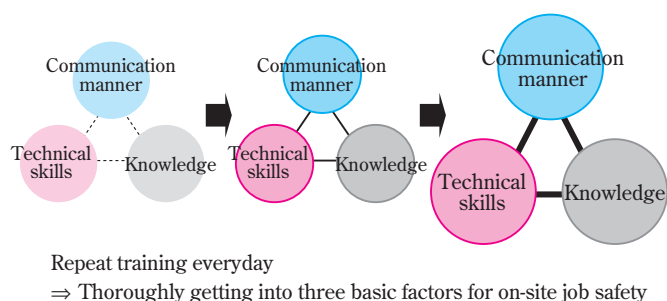 Communication
manner
Technical
skills
Knowledge
Communication
manner
Technical
skills
Knowledge
Communication
manner
Technical
skills
Knowledge
Repeat training everyday
⇒ Thoroughly getting into three basic factors for on-site job safety